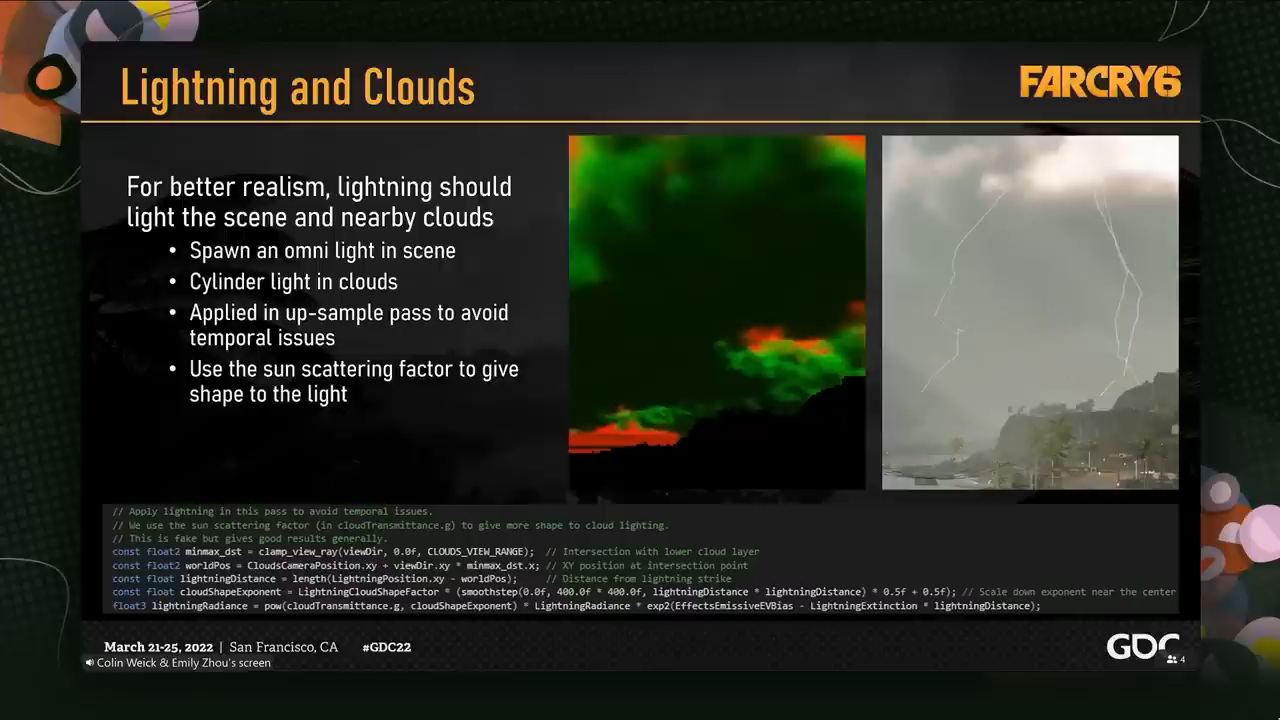 Lightning and Clouds
FARCRY6
For better realism, lightning should
light the scene and nearby clouds
• Spawn an omni light in scene
• Cylinder light in clouds
• Applied in up-sample pass to avoid
temporal issues
• Use the sun scattering factor to give
shape to the light
// Apply lightning in this pass to avoid temporal issues.
// We use the sun scattering factor (in cloudTransmittance.g) to give more shape to cloud lighting.
// This is fake but gives good results generally.
const float2 minmax_dst = clamp_view_ray(viewDir, 0.0f, CLOUDS_VIEW_RANGE); // Intersection with lower cloud layer
const float2 worldPos = CloudsCameraPosition.xy + viewDir.xy * minmax_dst.x; // XY position at intersection point
const float lightningDistance = length(LightningPosition.xy - worldPos); // Distance from lightning strike
const float cloudShapeExponent = LightningCloudShapeFactor * (smoothstep(0.0f, 400.0f * 400.0f, lightningDistance * lightningDistance) * 0.5f + 0.5f); // Scale down exponent near the center
float3 lightningRadiance = pow(cloudTransmittance.g, cloudShapeExponent) * LightningRadiance * exp2(EffectsEmissiveEVBias - LightningExtinction * lightningDistance);
March 21-25, 2022 | San Francisco, CA #GDC22
GDC
4
Colin Weick & Emily Zhou's screen